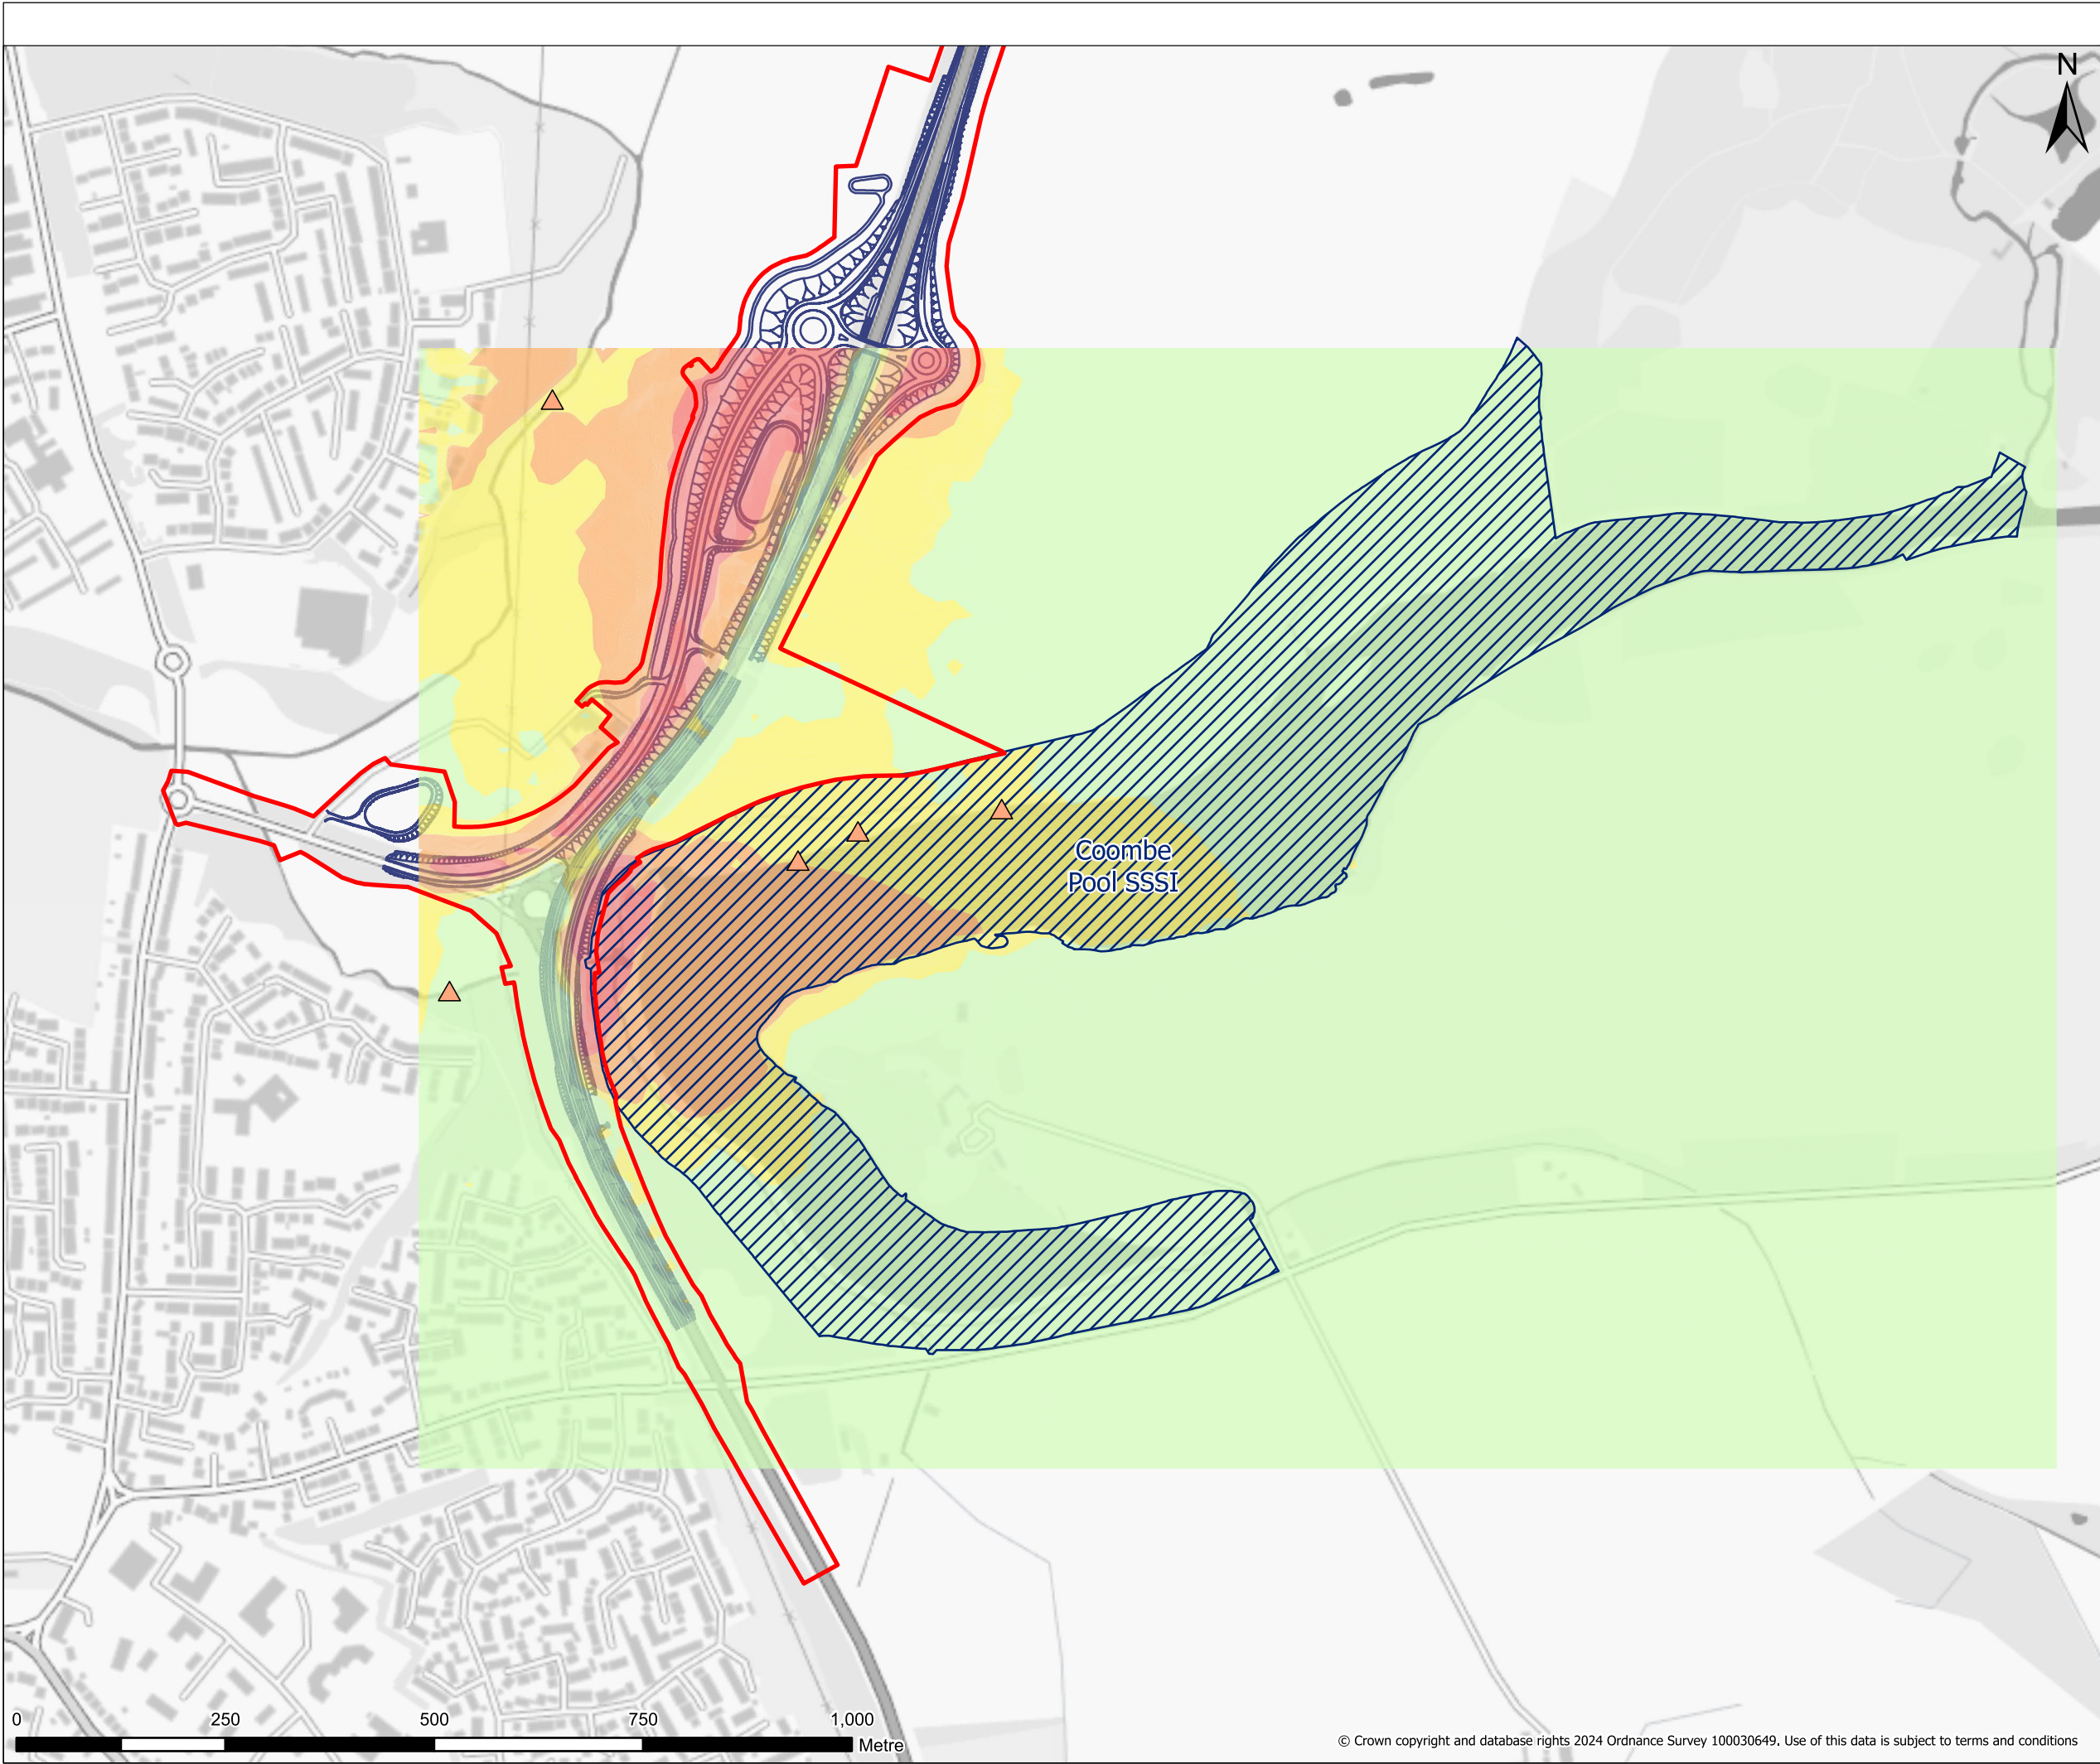 N
Coombe
Pool SSSI
0 250 500 750 1,000
Metre
© Crown copyright and database rights 2024 Ordnance Survey 100030649. Use of this data is subject to terms and conditions